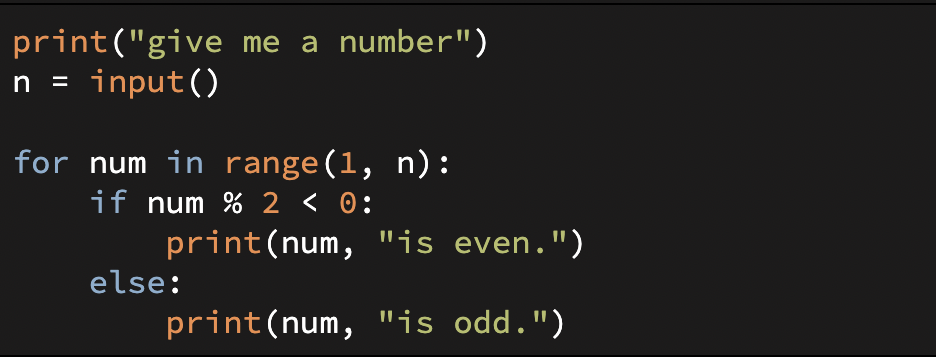 print("give me a number")
n = input()

for num in range(1, n):
    if num % 2 < 0:
        print(num, "is even.")
    else:
        print(num, "is odd.")